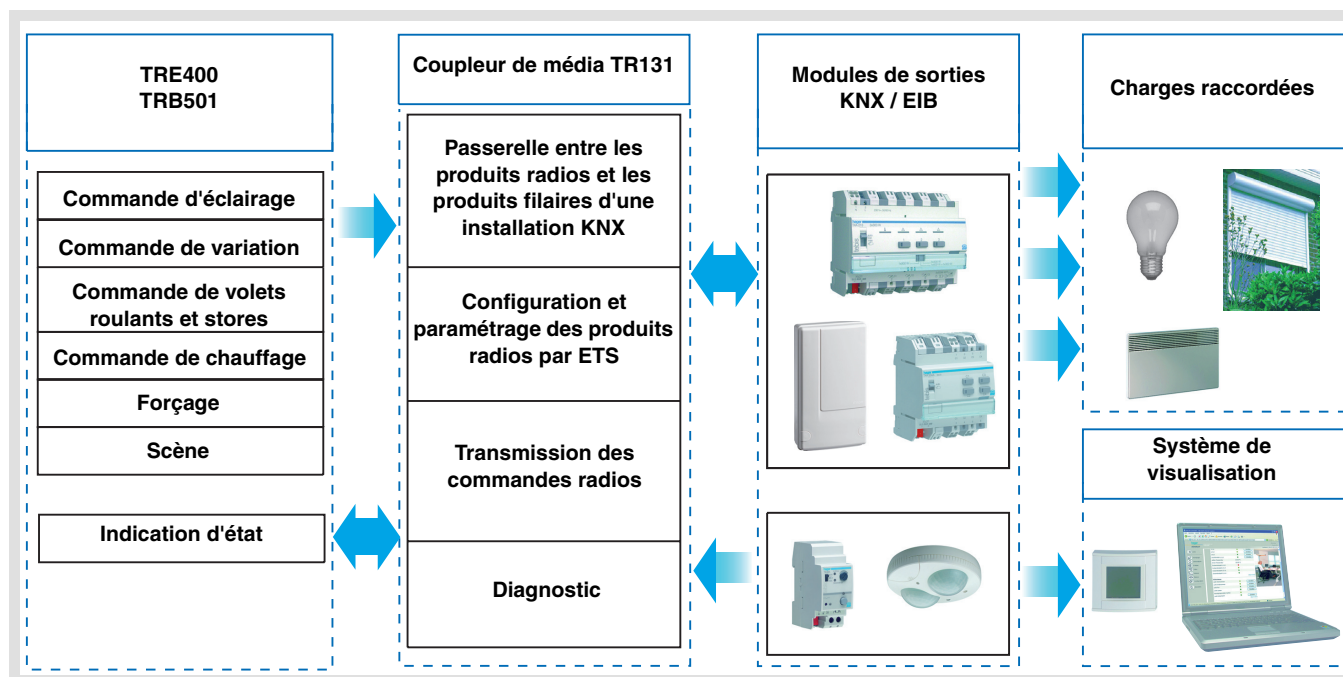 TRE400
TRB501
Commande d'éclairage
Commande de variation
Commande de volets
roulants et stores
Commande de chauffage
Forçage
Scène
Indication d'état
Coupleur de média TR131
Passerelle entre les
produits radios et les
produits filaires d'une
installation KNX
Configuration et
paramétrage des produits
radios par ETS
Transmission des
commandes radios
Diagnostic
Modules de sorties
KNX / EIB
Charges raccordées
Système de
visualisation